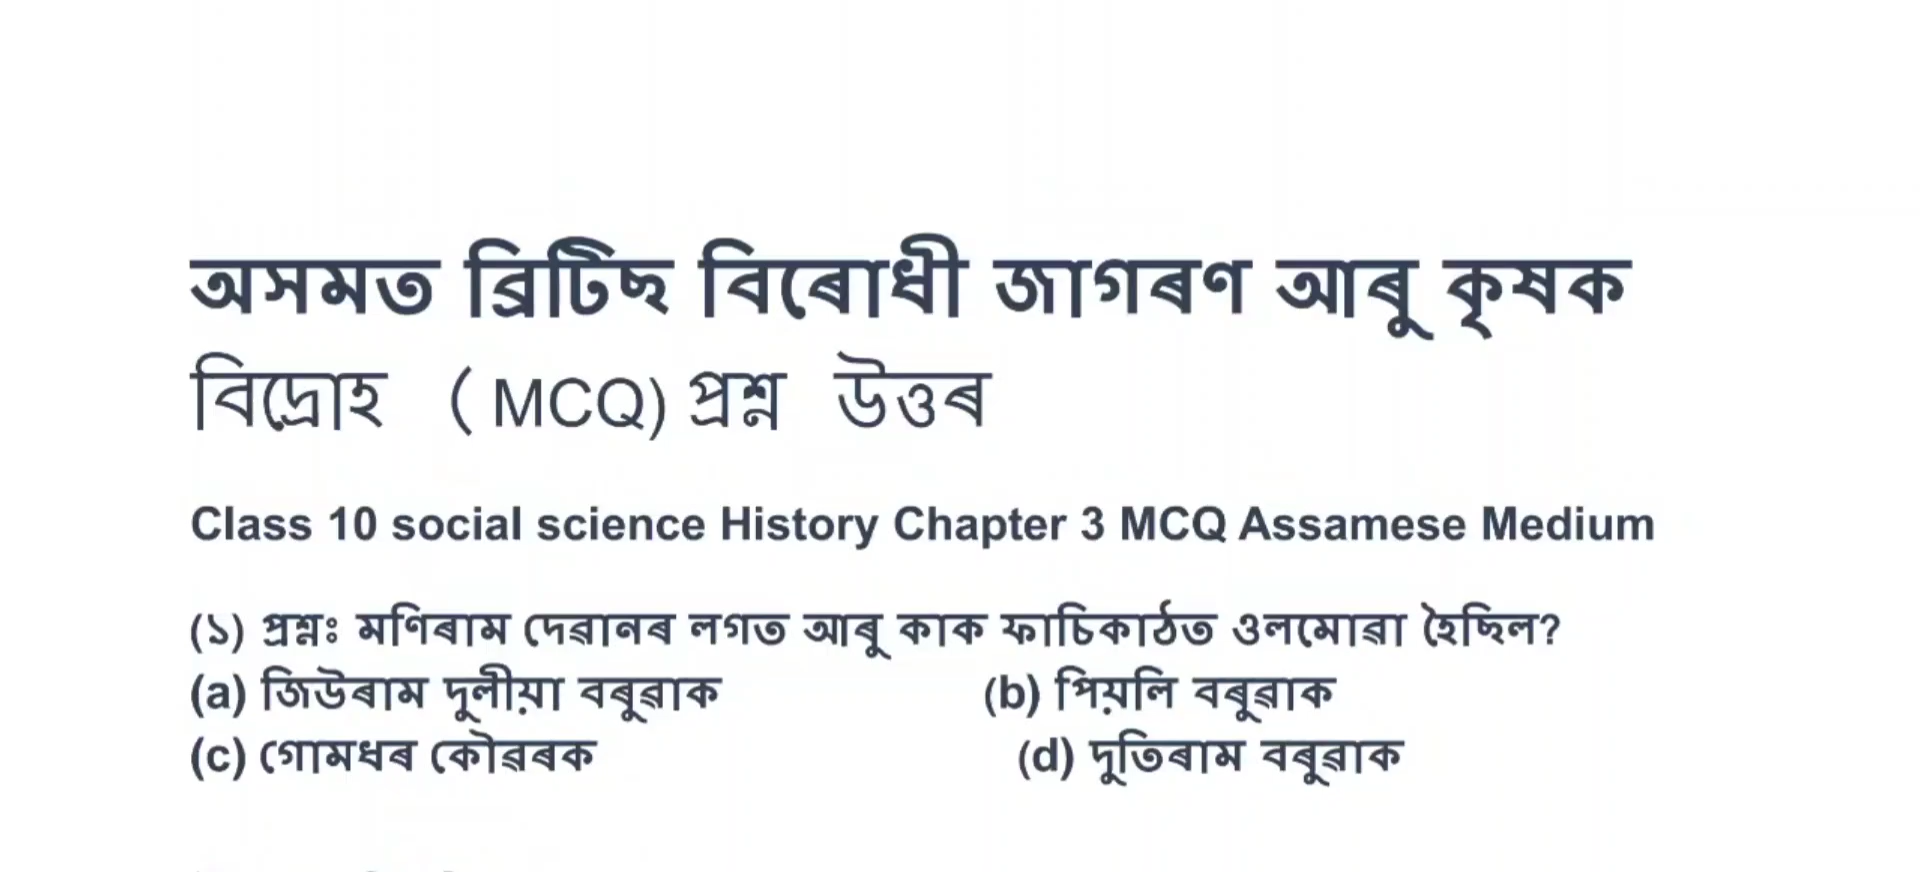 অসমত ব্ৰিটিছ বিৰোধী জাগৰণ আৰু কৃষক
বিদ্ৰোহ ( MCQ) প্ৰশ্ন উত্তৰ
Class 10 social science History Chapter 3 MCQ Assamese Medium
(১) প্ৰশ্নঃ মণিৰাম দেৱানৰ লগত আৰু কাক ফাচিকাঠত ওলমোৱা হৈছিল?
(a) জিউৰাম দুলীয়া বৰুৱাক (b) পিয়লি বৰুৱাক
(c) গোমধৰ কৌৱৰক (d) দুতিৰাম বৰুৱাক